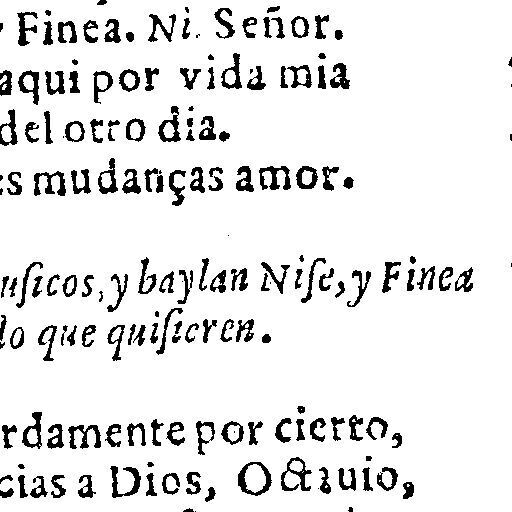 y Finea. Ni. Señor.
aqui por vida mia
del otro dia.
es mudanças amor.
usicos, y baylan Nise, y Finea
lo que quisieren.
rdamente por cierto,
cias a Dios, Octauio,